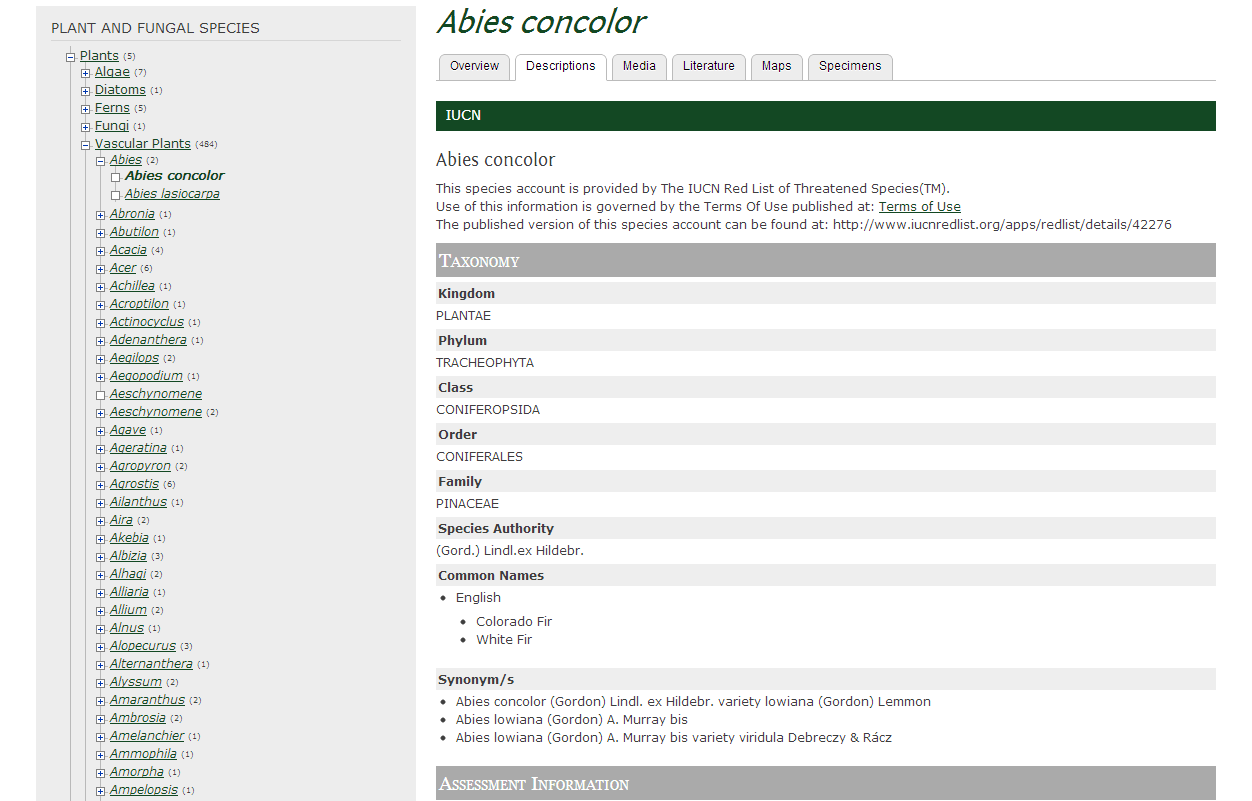 PLANT AND FUNGAL SPECIES
Plants (5)
Algae (7)
Diatoms (1)
Ferns (5)
Fungi (1)
Vascular Plants (484)
Abies (2)
Abies concolor
Abies lasiocarpa
Abronia (1)
Abutilon (1)
Acacia (4)
Acer (6)
Achillea (1)
Acroptilon (1)
Actinocyclus (1)
Adenanthera (1)
Aegilops (2)
Aegopodium (1)
Aeschynomene
Aeschynomene (2)
Agave (1)
Ageratina (1)
Agropyron (2)
Agrostis (6)
Ailanthus (1)
Aira (2)
Akebia (1)
Albizia (3)
Alhagi (2)
Alliaria (1)
Allium (2)
Alnus (1)
Alopecurus (3)
Alternanthera (1)
Alyssum (2)
Amaranthus (2)
Ambrosia (2)
Amelanchier (1)
Ammophila (1)
Amorpha (1)
Ampelopsis (1)
Abies concolor
Overview Descriptions Media Literature Maps Specimens
IUCN
Abies concolor
This species account is provided by The IUCN Red List of Threatened Species(TM).
Use of this information is governed by the Terms Of Use published at: Terms of Use
The published version of this species account can be found at: http://www.iucnredlist.org/apps/redlist/details/42276
Taxonomy
Kingdom
PLANTAE
Phylum
TRACHEOPHYTA
Class
CONIFEROPSIDA
Order
CONIFERALES
Family
PINACEAE
Species Authority
(Gord.) Lindl.ex Hildebr.
Common Names
• English
• Colorado Fir
• White Fir
Synonym/s
• Abies concolor (Gordon) Lindl. ex Hildebr. variety lowiana (Gordon) Lemmon
• Abies lowiana (Gordon) A. Murray bis
• Abies lowiana (Gordon) A. Murray bis variety viridula Debreczy & Rácz
Assessment Information